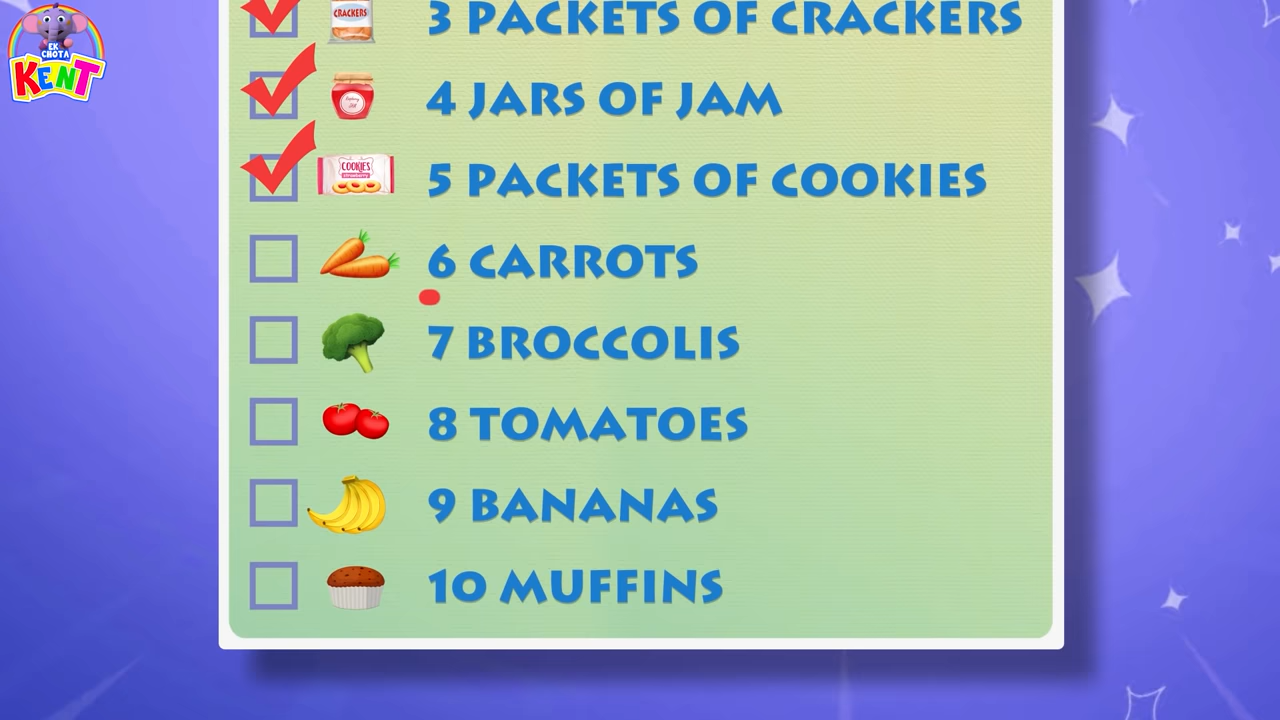 EK
CHOTA
KENT
CRACKERS
3 PACKETS OF CRACKERS
4 JARS OF JAM
COOKIES
strawberry
5 PACKETS OF COOKIES
6 CARROTS
7 BROCCOLIS
8 TOMATOES
9 BANANAS
10 MUFFINS